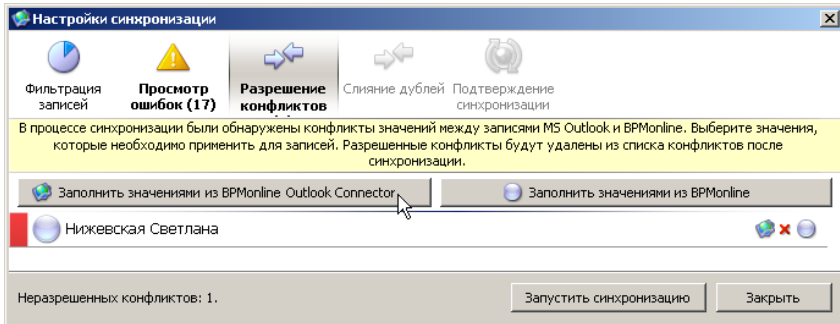 Настройки синхронизации
Фильтрация записей
Просмотр ошибок (17)
Разрешение конфликтов
Слияние дублей
Подтверждение синхронизации
В процессе синхронизации были обнаружены конфликты значений между записями MS Outlook и BPMonline. Выберите значения,
которые необходимо применить для записей. Разрешенные конфликты будут удалены из списка конфликтов после
синхронизации.
Заполнить значениями из BPMonline Outlook Connector
Заполнить значениями из BPMonline
Нижевская Светлана
Неразрешенных конфликтов: 1.
Запустить синхронизацию
Закрыть